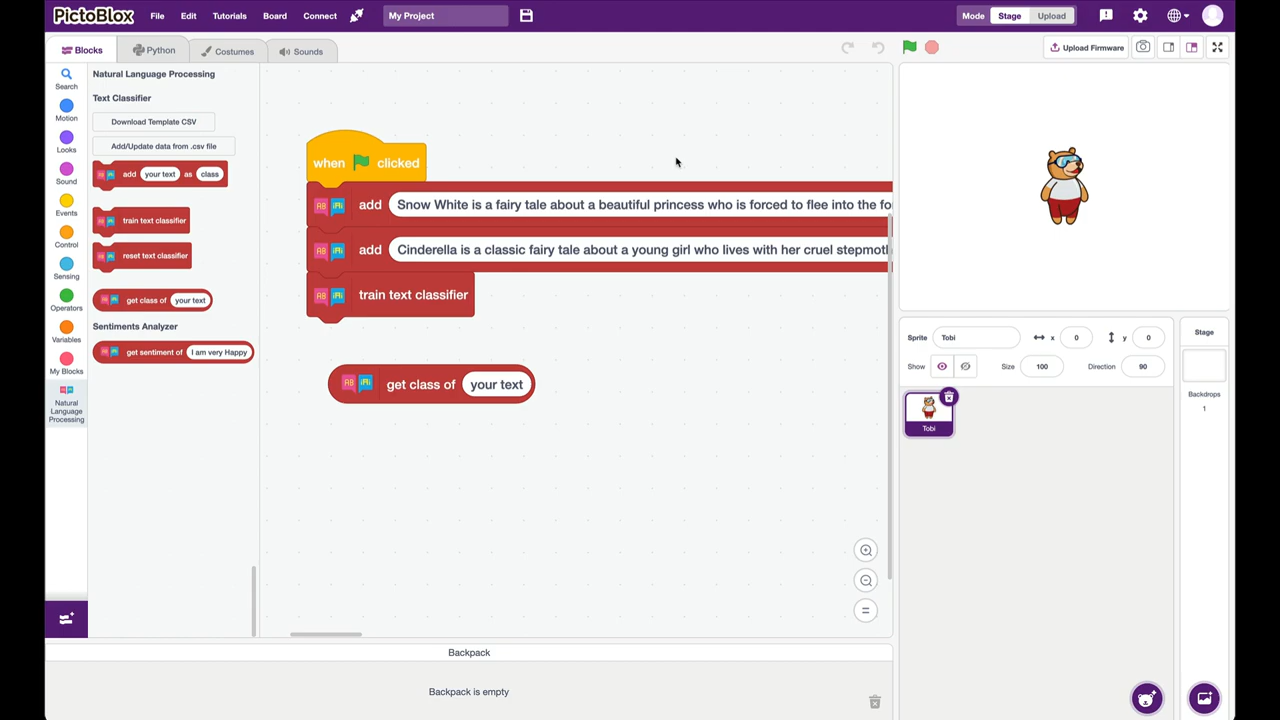 PictoBlox File Edit Tutorials Board Connect My Project Mode Stage Upload
Blocks Python Costumes Sounds Upload Firmware
Search
Motion
Looks
Sound
Events
Control
Sensing
Operators
Variables
My Blocks
Natural
Language
Processing
Natural Language Processing
Text Classifier
Download Template CSV
Add/Update data from .csv file
add your text as class
train text classifier
reset text classifier
get class of your text
Sentiments Analyzer
get sentiment of I am very Happy
when clicked
add Snow White is a fairy tale about a beautiful princess who is forced to flee into the fo
add Cinderella is a classic fairy tale about a young girl who lives with her cruel stepmot
train text classifier
get class of your text
Backpack
Backpack is empty
Sprite Tobi x 0 y 0
Show Size 100 Direction 90
Tobi
Stage
Backdrops
1